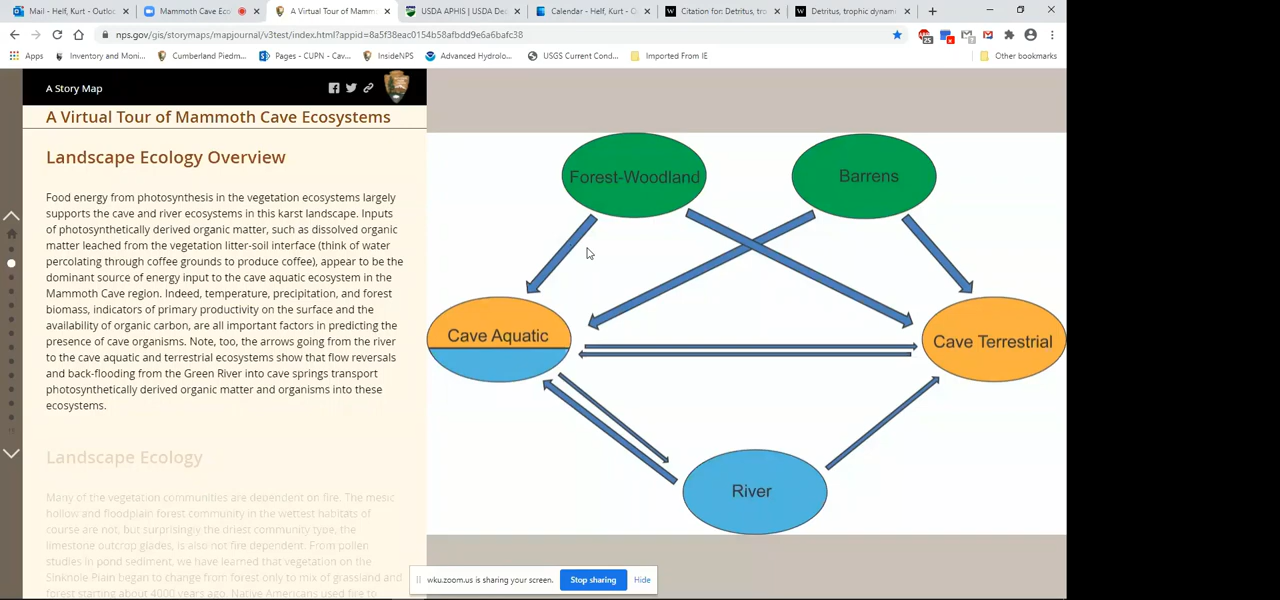 Mail - Helf, Kurt - Outloo
Mammoth Cave Eco
A Virtual Tour of Mamm
USDA APHIS | USDA De
Calendar - Helf, Kurt - O
Citation for: Detritus, tro
Detritus, trophic dynami
nps.gov/gis/storymaps/mapjournal/v3test/index.html?appid=8a5f38eac0154b58afbdd9e6a6bafc38
Apps
Inventory and Moni...
Cumberland Piedm...
Pages - CUPN - Cav...
InsideNPS
Advanced Hydrolo...
USGS Current Cond...
Imported From IE
Other bookmarks
A Story Map
A Virtual Tour of Mammoth Cave Ecosystems
Landscape Ecology Overview
Food energy from photosynthesis in the vegetation ecosystems largely
supports the cave and river ecosystems in this karst landscape. Inputs
of photosynthetically derived organic matter, such as dissolved organic
matter leached from the vegetation litter-soil interface (think of water
percolating through coffee grounds to produce coffee), appear to be the
dominant source of energy input to the cave aquatic ecosystem in the
Mammoth Cave region. Indeed, temperature, precipitation, and forest
biomass, indicators of primary productivity on the surface and the
availability of organic carbon, are all important factors in predicting the
presence of cave organisms. Note, too, the arrows going from the river
to the cave aquatic and terrestrial ecosystems show that flow reversals
and back-flooding from the Green River into cave springs transport
photosynthetically derived organic matter and organisms into these
ecosystems.
Landscape Ecology
Many of the vegetation communities are dependent on fire. The mesic
hollow and floodplain forest community in the wettest habitats of
course are not, but surprisingly the driest community type, the
limestone outcrop glades, is also not fire dependent. From pollen
studies in pond sediment, we have learned that vegetation on the
Sinkhole Plain began to change from forest only to mix of grassland and
forest starting about 4000 years ago. Native Americans used fire to
Forest-Woodland
Barrens
Cave Aquatic
Cave Terrestrial
River
wku.zoom.us is sharing your screen.
Stop sharing
Hide